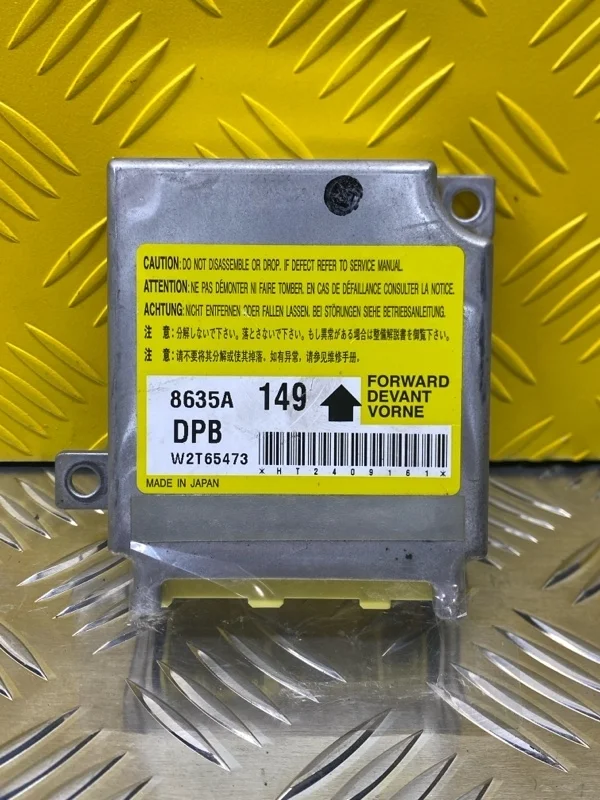 CAUTION: DO NOT DISASSEMBLE OR DROP. IF DEFECT REFER TO SERVICE MANUAL.
ATTENTION: NE PAS DÉMONTER NI FAIRE TOMBER. EN CAS DE DÉFAILLANCE CONSULTER LA NOTICE.
ACHTUNG: NICHT ENTFERNEN ODER FALLEN LASSEN. BEI STÖRUNGEN SIEHE BETRIEBSANLEITUNG.
注 意: 分解しないで下さい。落とさないで下さい。もし異常がある場合は整備解説書を御覧下さい。
注 意: 请不要将其分解或使其掉落。如有异常，请参见维修手册.
8635A 149
FORWARD
DEVANT
VORNE
DPB
W2T65473
*HT2409161*
MADE IN JAPAN